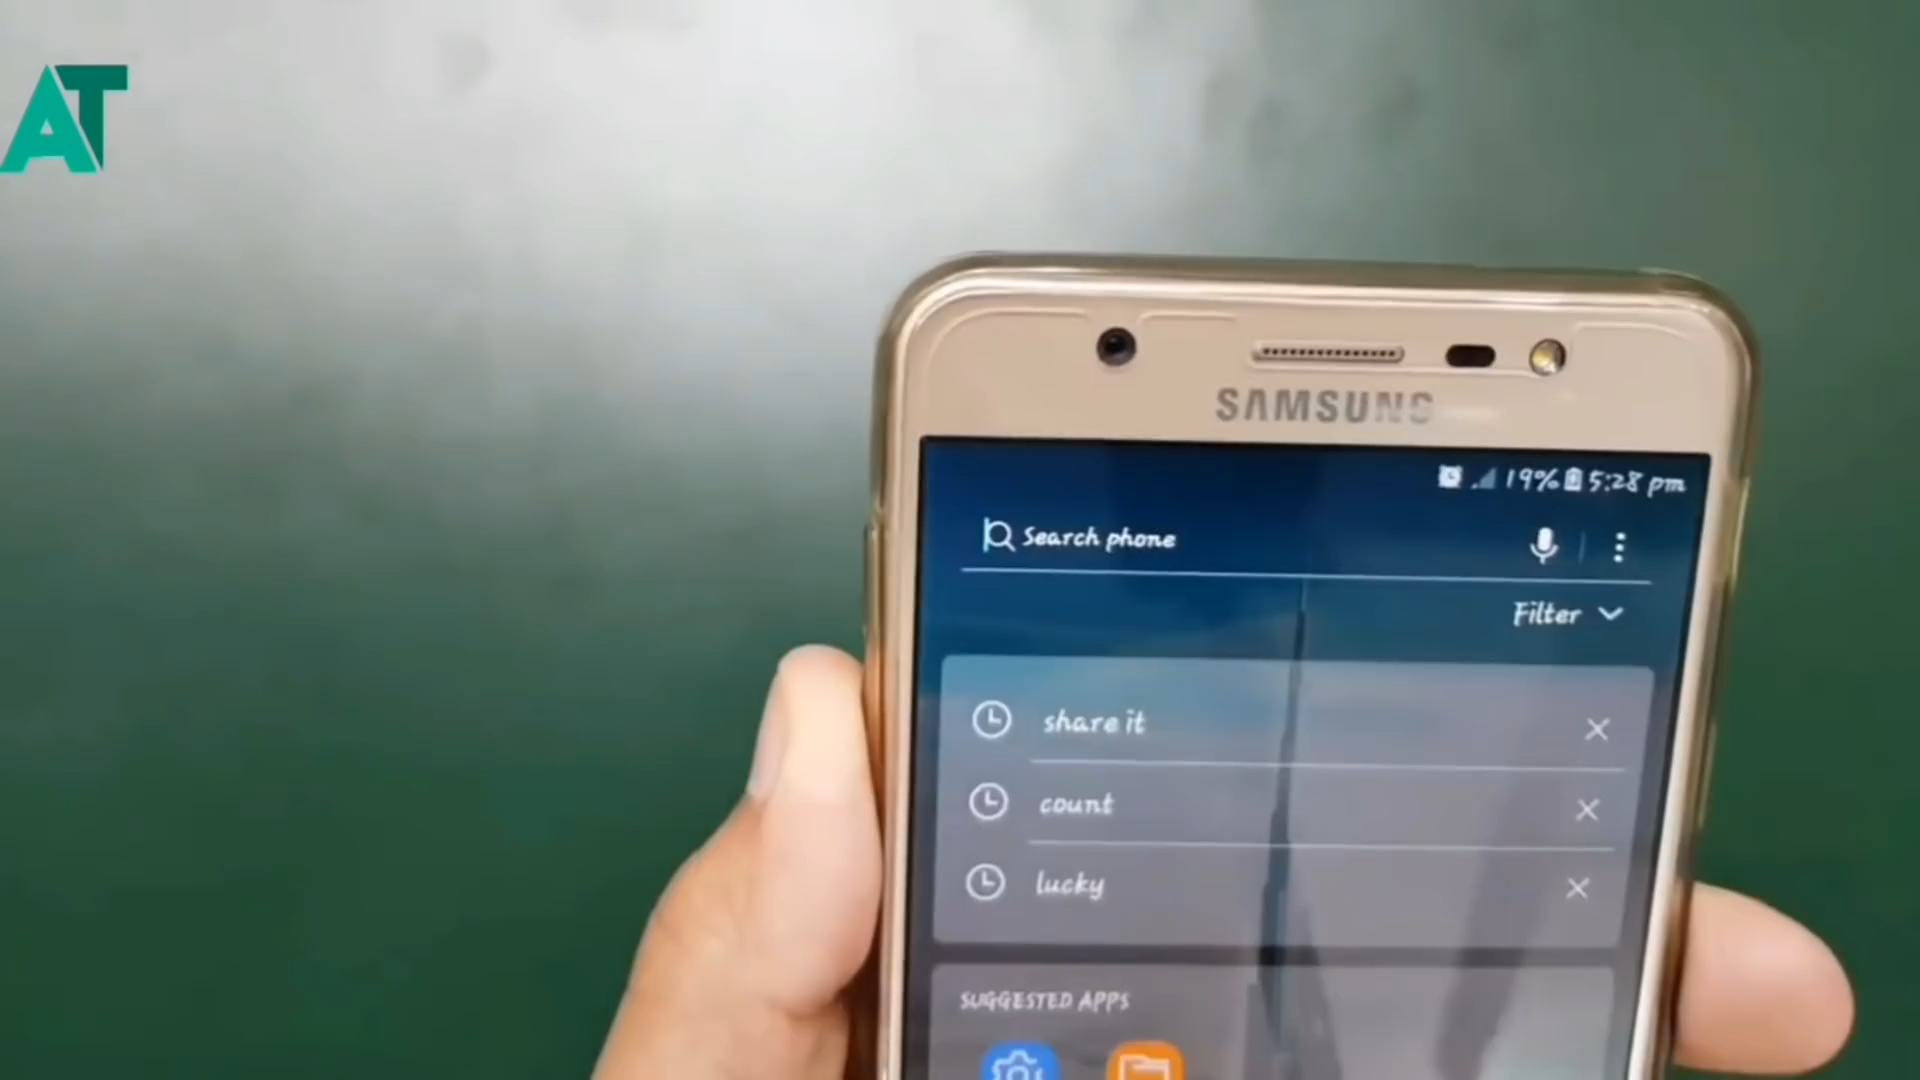 AT
SAMSUNG
19% 5:28 pm
Search phone
Filter
share it
count
lucky
SUGGESTED APPS